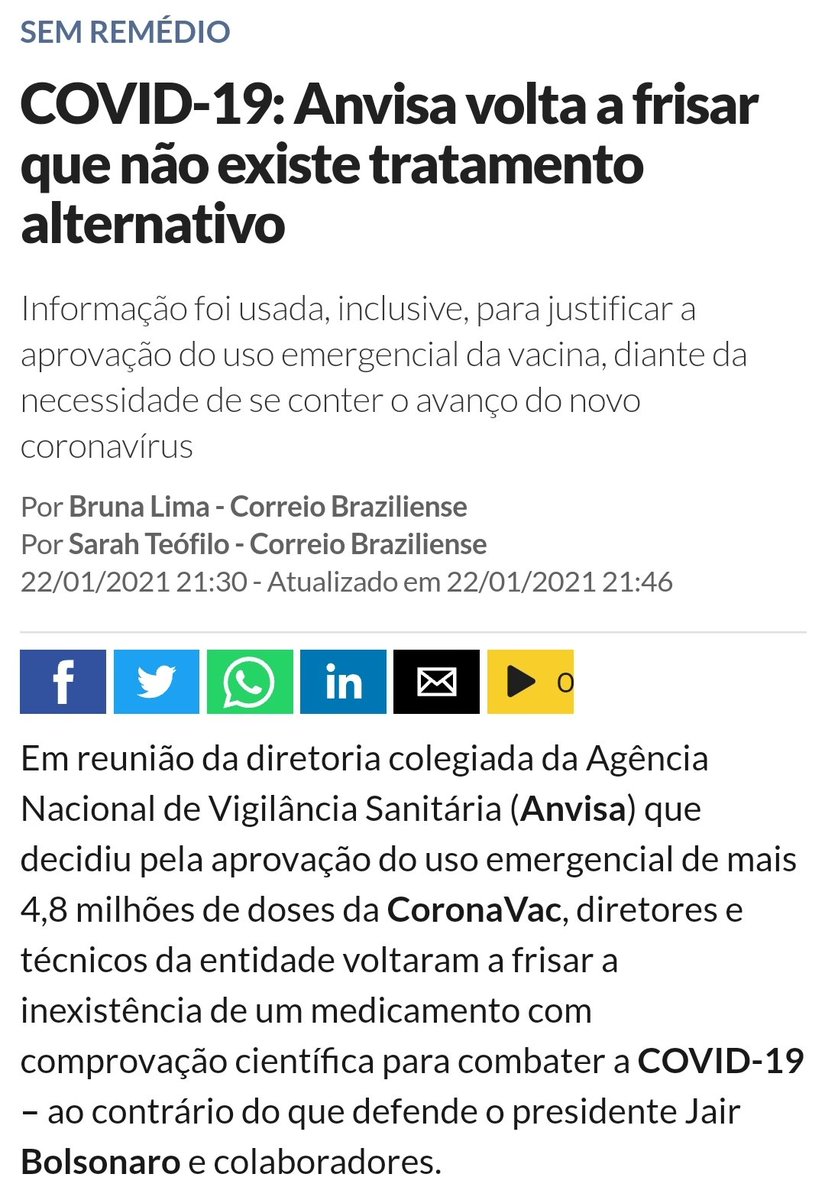 SEM REMÉDIO
COVID-19: Anvisa volta a frisar
que não existe tratamento
alternativo
Informação foi usada, inclusive, para justificar a
aprovação do uso emergencial da vacina, diante da
necessidade de se conter o avanço do novo
coronavírus
Por Bruna Lima - Correio Braziliense
Por Sarah Teófilo - Correio Braziliense
22/01/2021 21:30 - Atualizado em 22/01/2021 21:46
f in 0
Em reunião da diretoria colegiada da Agência
Nacional de Vigilância Sanitária (Anvisa) que
decidiu pela aprovação do uso emergencial de mais
4,8 milhões de doses da CoronaVac, diretores e
técnicos da entidade voltaram a frisar a
inexistência de um medicamento com
comprovação científica para combater a COVID-19
– ao contrário do que defende o presidente Jair
Bolsonaro e colaboradores.